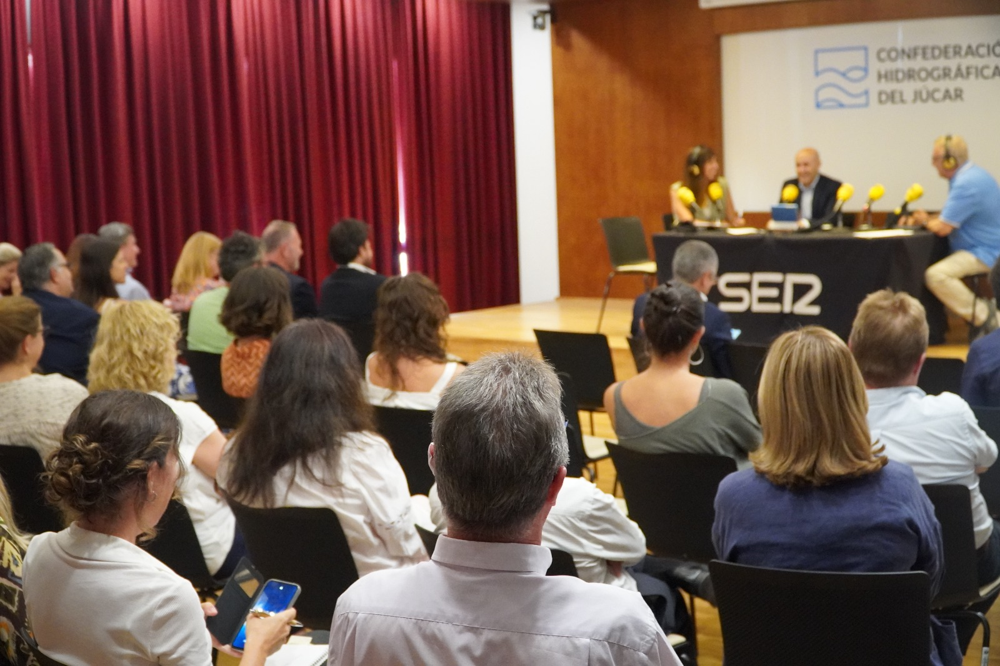 CONFEDERACIÓ
HIDROGRÁFICA
DEL JÚCAR
SER